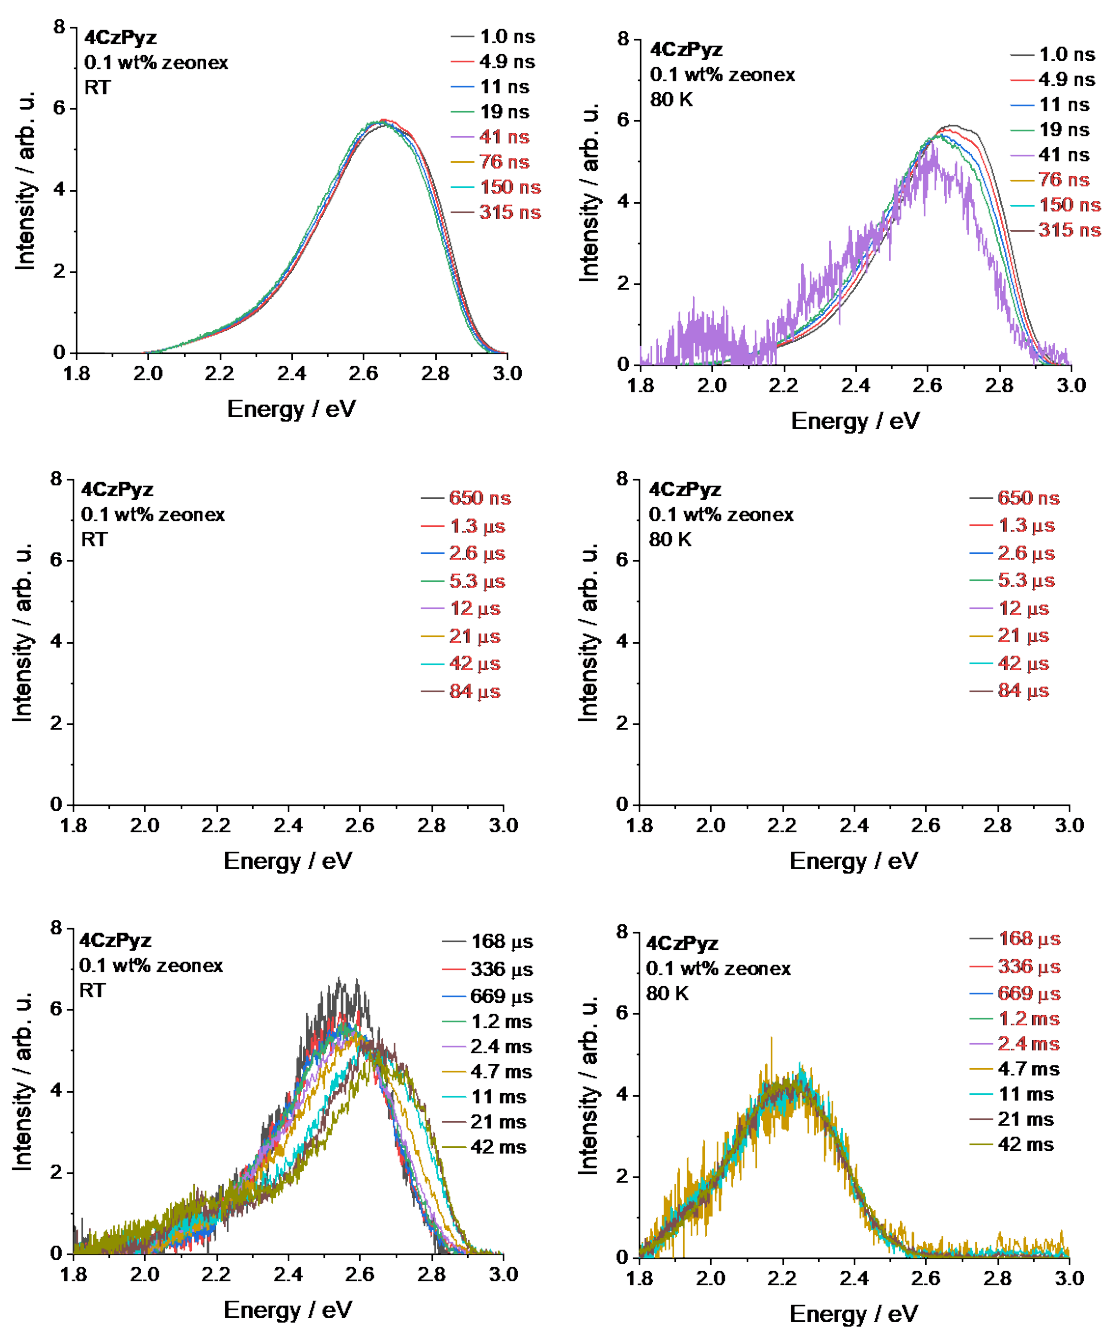 4CzPyz
0.1 wt% zeonex
RT
1.0 ns
4.9 ns
11 ns
19 ns
41 ns
76 ns
150 ns
315 ns
8
6
4
2
0
Intensity / arb. u.
1.8 2.0 2.2 2.4 2.6 2.8 3.0
Energy / eV
4CzPyz
0.1 wt% zeonex
80 K
1.0 ns
4.9 ns
11 ns
19 ns
41 ns
76 ns
150 ns
315 ns
8
6
4
2
0
Intensity / arb. u.
1.8 2.0 2.2 2.4 2.6 2.8 3.0
Energy / eV
4CzPyz
0.1 wt% zeonex
RT
650 ns
1.3 μs
2.6 μs
5.3 μs
12 μs
21 μs
42 μs
84 μs
8
6
4
2
0
Intensity / arb. u.
1.8 2.0 2.2 2.4 2.6 2.8 3.0
Energy / eV
4CzPyz
0.1 wt% zeonex
80 K
650 ns
1.3 μs
2.6 μs
5.3 μs
12 μs
21 μs
42 μs
84 μs
8
6
4
2
0
Intensity / arb. u.
1.8 2.0 2.2 2.4 2.6 2.8 3.0
Energy / eV
4CzPyz
0.1 wt% zeonex
RT
168 μs
336 μs
669 μs
1.2 ms
2.4 ms
4.7 ms
11 ms
21 ms
42 ms
8
6
4
2
0
Intensity / arb. u.
1.8 2.0 2.2 2.4 2.6 2.8 3.0
Energy / eV
4CzPyz
0.1 wt% zeonex
80 K
168 μs
336 μs
669 μs
1.2 ms
2.4 ms
4.7 ms
11 ms
21 ms
42 ms
8
6
4
2
0
Intensity / arb. u.
1.8 2.0 2.2 2.4 2.6 2.8 3.0
Energy / eV